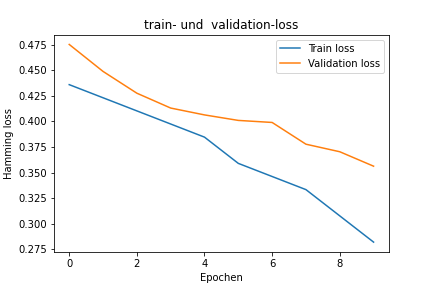 train- und  validation-loss
Train loss
Validation loss
Hamming loss
0.475
0.450
0.425
0.400
0.375
0.350
0.325
0.300
0.275
0 2 4 6 8
Epochen